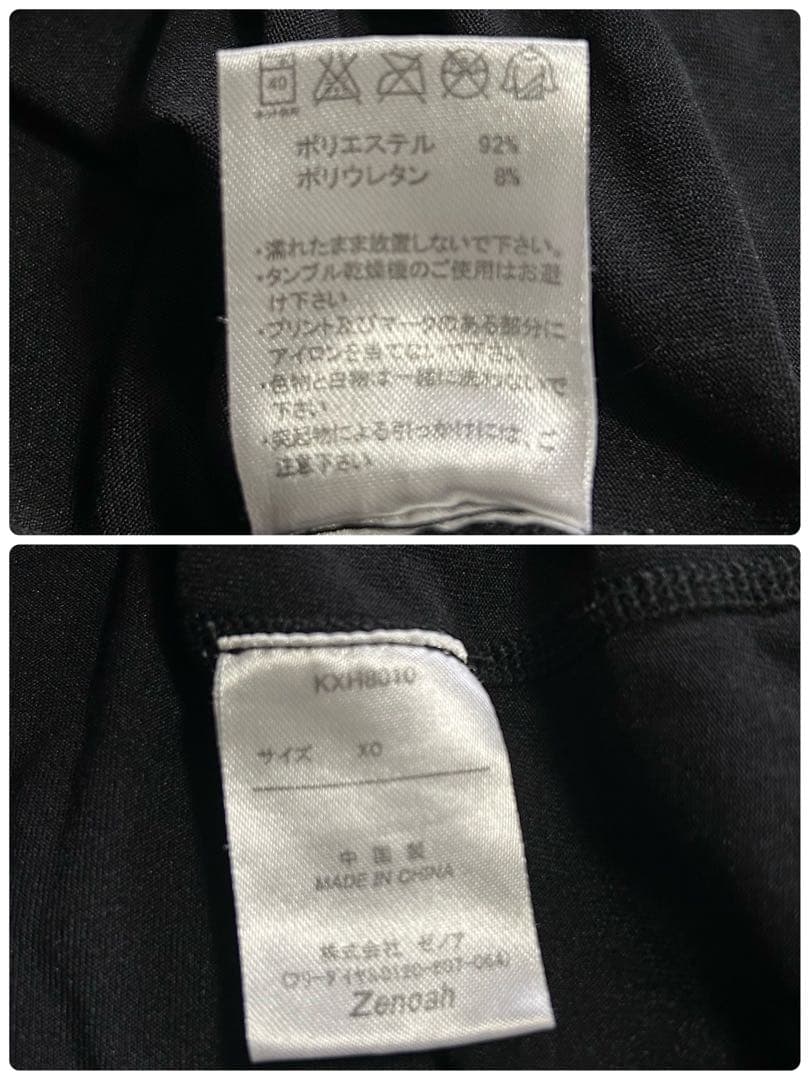 40
ネット使用
ポリエステル 92%
ポリウレタン 8%
・濡れたまま放置しないで下さい。
・タンブル乾燥機のご使用はお避
け下さい
・プリント及びマークのある部分に
アイロンを当てないで下さい
・色物と白物は一緒に洗わないで
下さい
・突起物による引っかけには、ご
注意下さい
KXH8010
サイズ XO
中国製
MADE IN CHINA
株式会社 ゼノア
(フリーダイヤル0120-607-064)
Zenoah